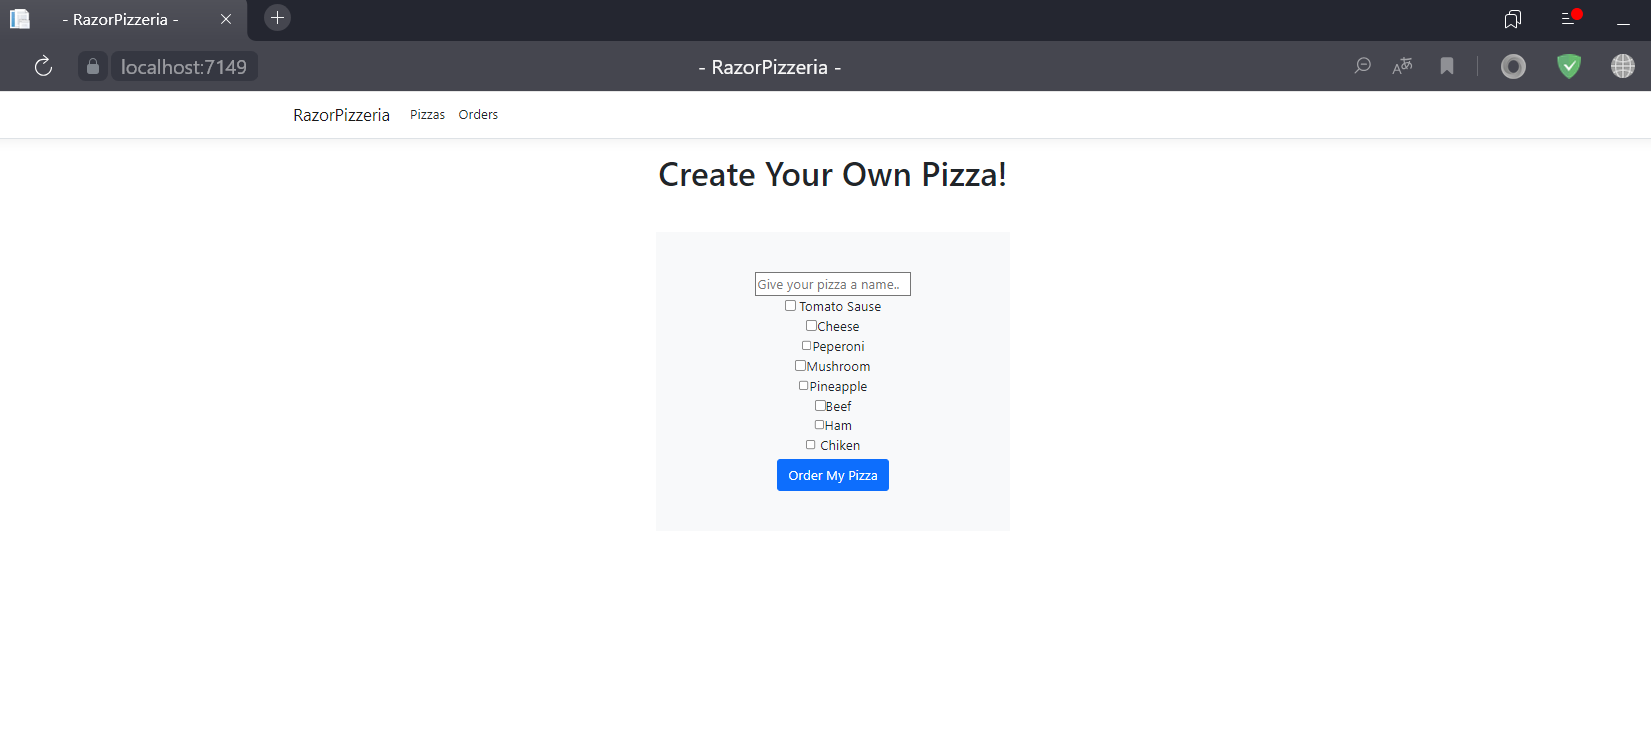 - RazorPizzeria -
localhost:7149
- RazorPizzeria -
RazorPizzeria Pizzas Orders
Create Your Own Pizza!
Give your pizza a name..
Tomato Sause
Cheese
Peperoni
Mushroom
Pineapple
Beef
Ham
Chiken
Order My Pizza